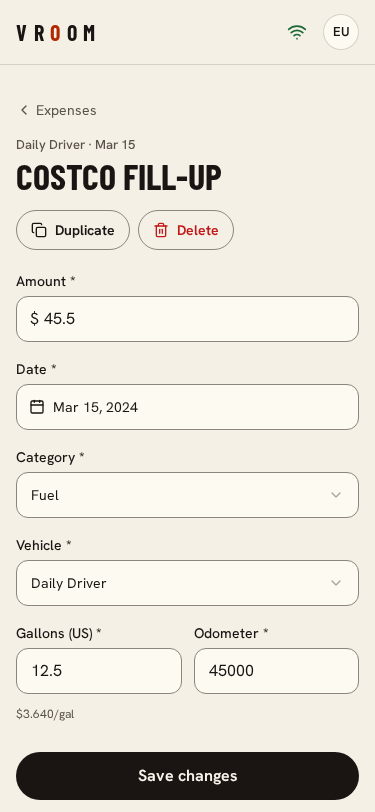 VROOM
EU
Expenses
Daily Driver · Mar 15
COSTCO FILL-UP
Duplicate
Delete
Amount *
$ 45.5
Date *
Mar 15, 2024
Category *
Fuel
Vehicle *
Daily Driver
Gallons (US) * Odometer *
12.5 45000
$3.640/gal
Save changes